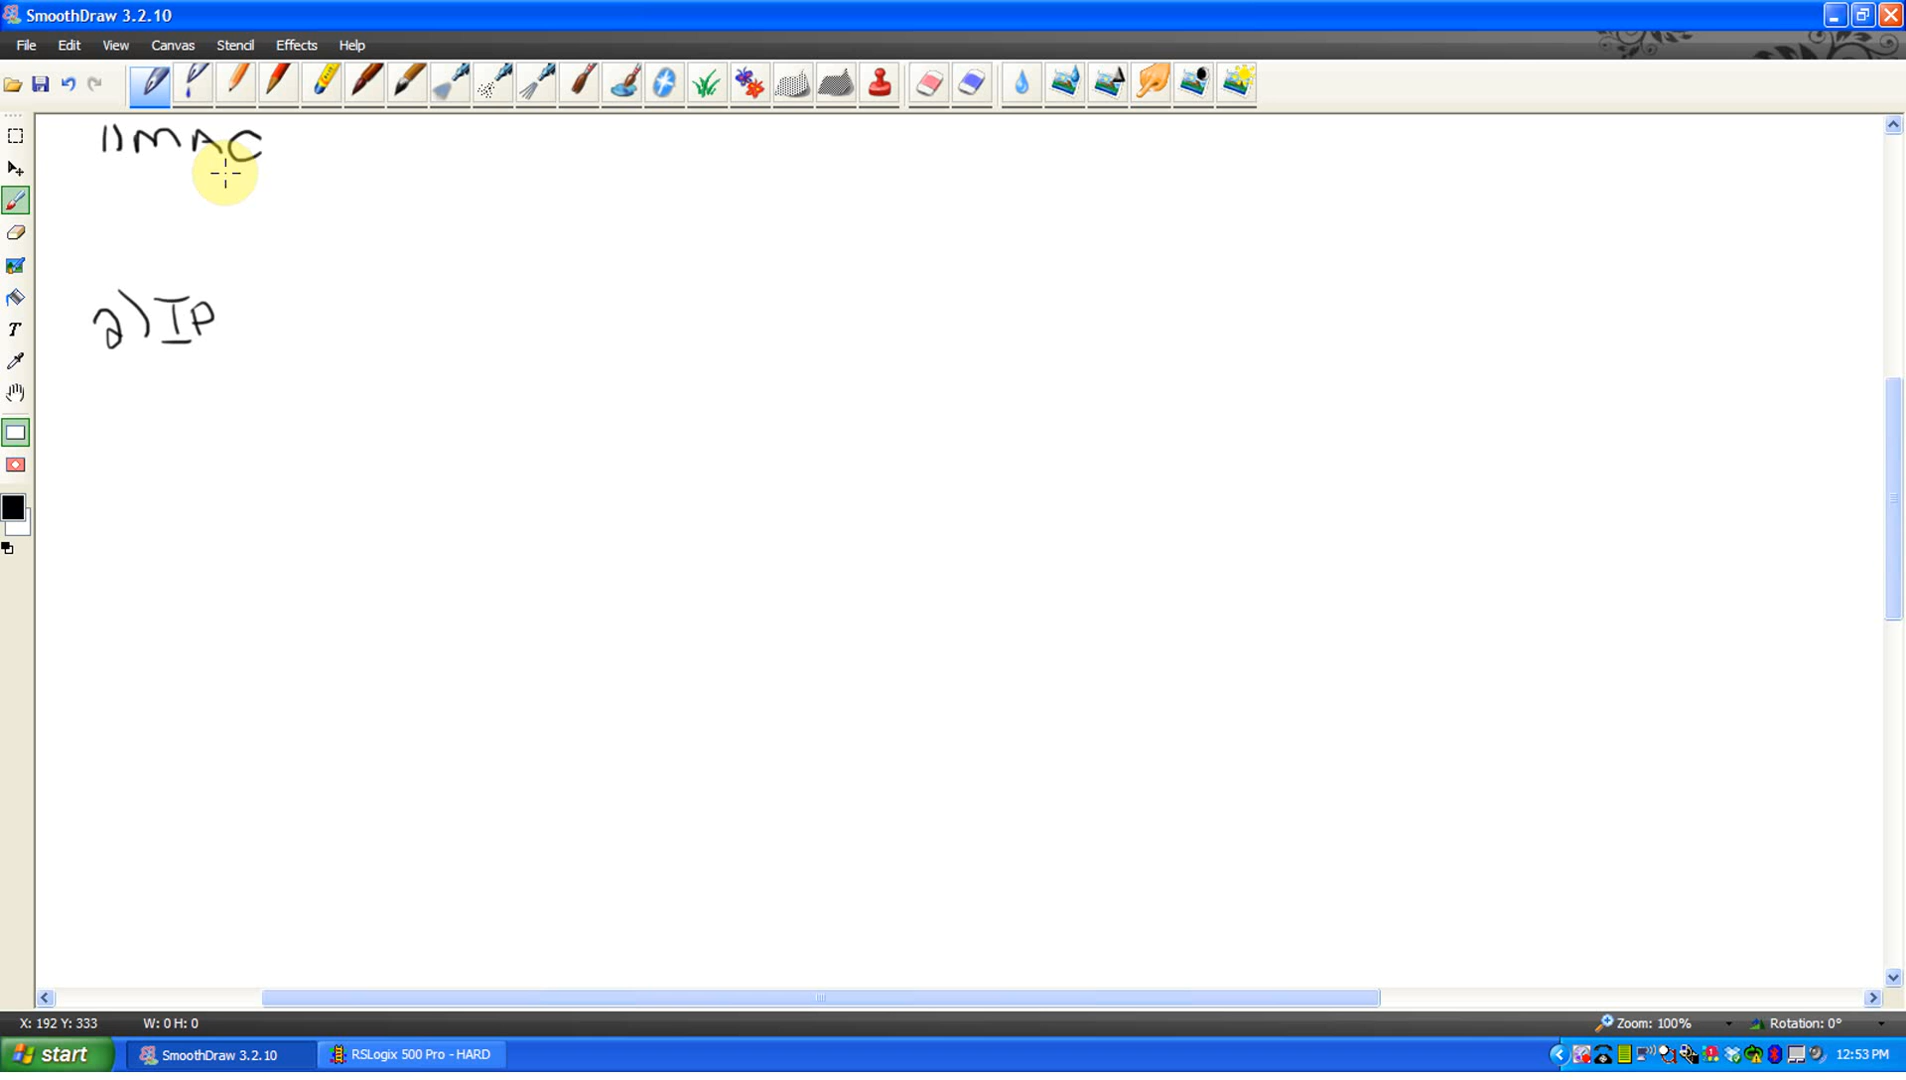 SmoothDraw 3.2.10
File Edit View Canvas Stencil Effects Help
1) MAC
2) IP
X: 192 Y: 333 W: 0 H: 0 Zoom: 100% Rotation: 0°
start SmoothDraw 3.2.10 RSLogix 500 Pro - HARD 12:53 PM